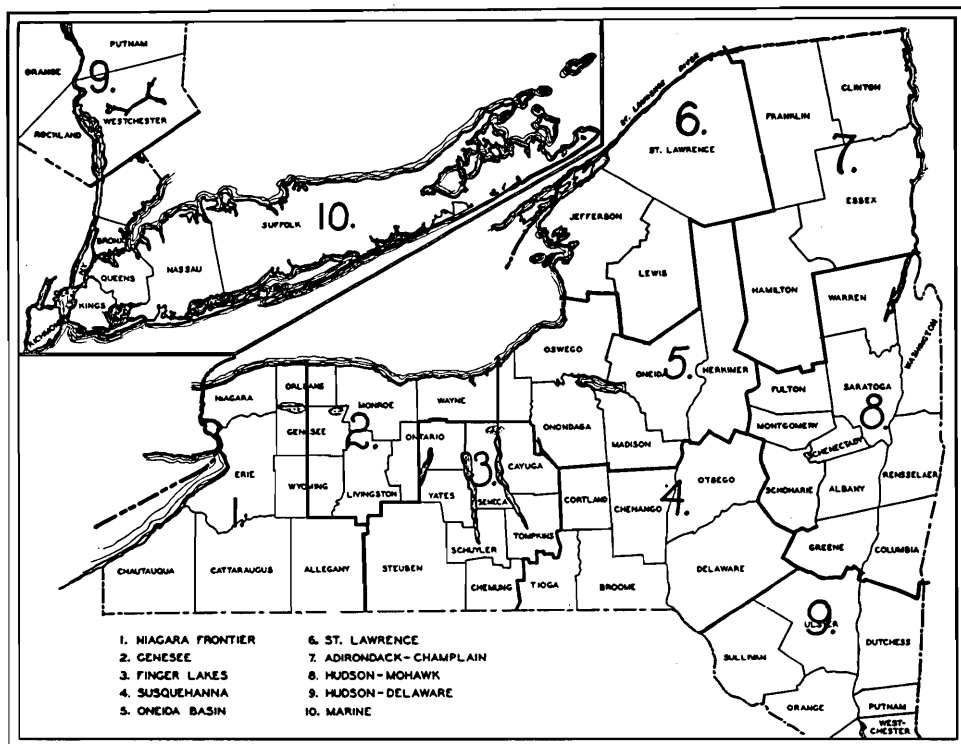 PUTNAM
ORANGE
9.
WESTCHESTER
ROCKLAND
SUFFOLK
10.
BRONX
NASSAU
QUEENS
N.Y.
KINGS
RICHMOND
ST. LAWRENCE RIVER
6.
ST. LAWRENCE
FRANKLIN
CLINTON
7.
ESSEX
JEFFERSON
LEWIS
HAMILTON
WARREN
WASHINGTON
OSWEGO
ONEIDA
5.
HERKIMER
FULTON
SARATOGA
8.
MONTGOMERY
SCHENECTADY
NIAGARA
ORLEANS
MONROE
WAYNE
GENESEE
2.
ONTARIO
ONONDAGA
MADISON
ERIE
WYOMING
LIVINGSTON
YATES
3.
SENECA
CAYUGA
CORTLAND
CHENANGO
4.
OTSEGO
SCHOHARIE
ALBANY
RENSSELAER
1
SCHUYLER
TOMPKINS
GREENE
COLUMBIA
CHAUTAUQUA
CATTARAUGUS
ALLEGANY
STEUBEN
CHEMUNG
TIOGA
BROOME
DELAWARE
9.
ULSTER
DUTCHESS
SULLIVAN
ORANGE
PUTNAM
WEST-
CHESTER
1. NIAGARA FRONTIER
2. GENESEE
3. FINGER LAKES
4. SUSQUEHANNA
5. ONEIDA BASIN
6. ST. LAWRENCE
7. ADIRONDACK-CHAMPLAIN
8. HUDSON-MOHAWK
9. HUDSON-DELAWARE
10. MARINE